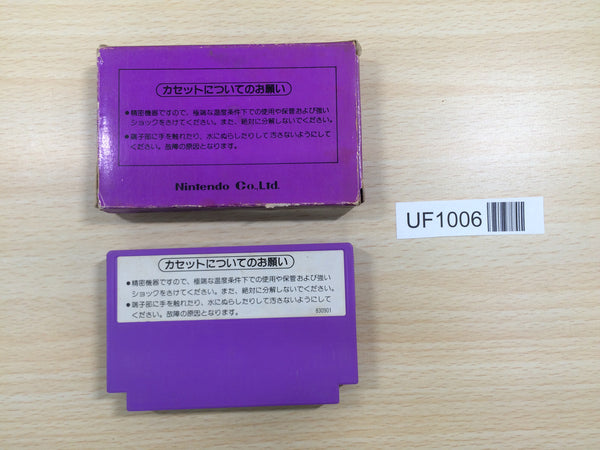 カセットについてのお願い
●精密機器ですので、極端な温度条件下での使用や保管および強い
ショックをさけてください。また、絶対に分解しないでください。
●端子部に手を触れたり、水にぬらしたりして汚さないようにして
ください。故障の原因となります。
Nintendo Co.,Ltd.
UF1006
カセットについてのお願い
●精密機器ですので、極端な温度条件下での使用や保管および強い
ショックをさけてください。また、絶対に分解しないでください。
●端子部に手を触れたり、水にぬらしたりして汚さないようにして
ください。故障の原因となります。
830901